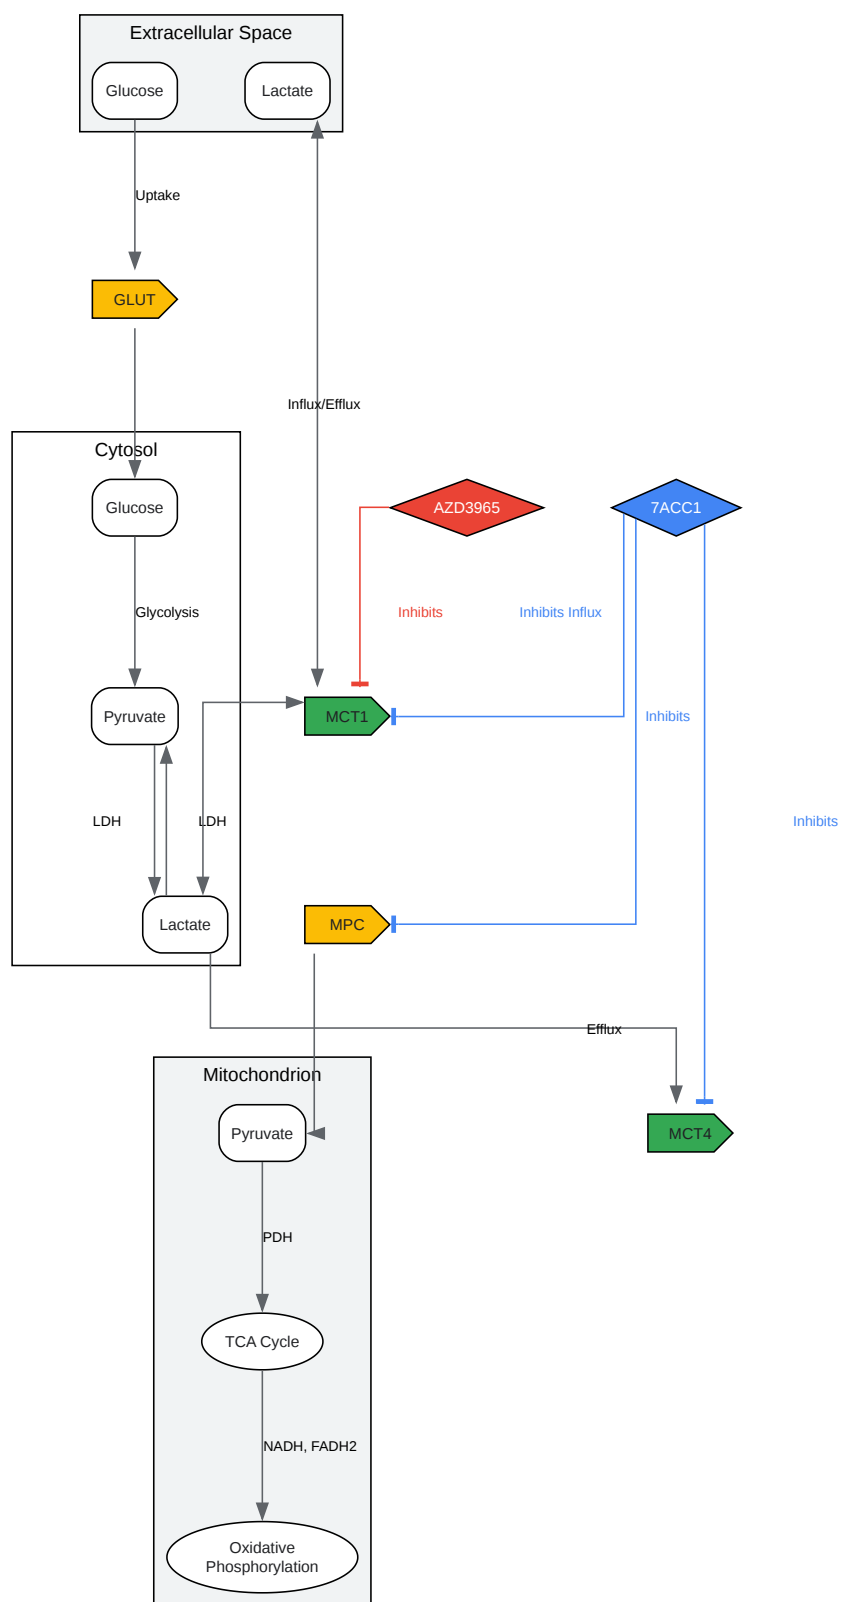 Extracellular Space
Glucose
Lactate
Uptake
GLUT
Influx/Efflux
Cytosol
Glucose
AZD3965
7ACC1
Glycolysis
Inhibits
Inhibits Influx
Pyruvate
MCT1
Inhibits
LDH
LDH
Inhibits
Lactate
MPC
Efflux
Mitochondrion
Pyruvate
MCT4
PDH
TCA Cycle
NADH, FADH2
Oxidative
Phosphorylation